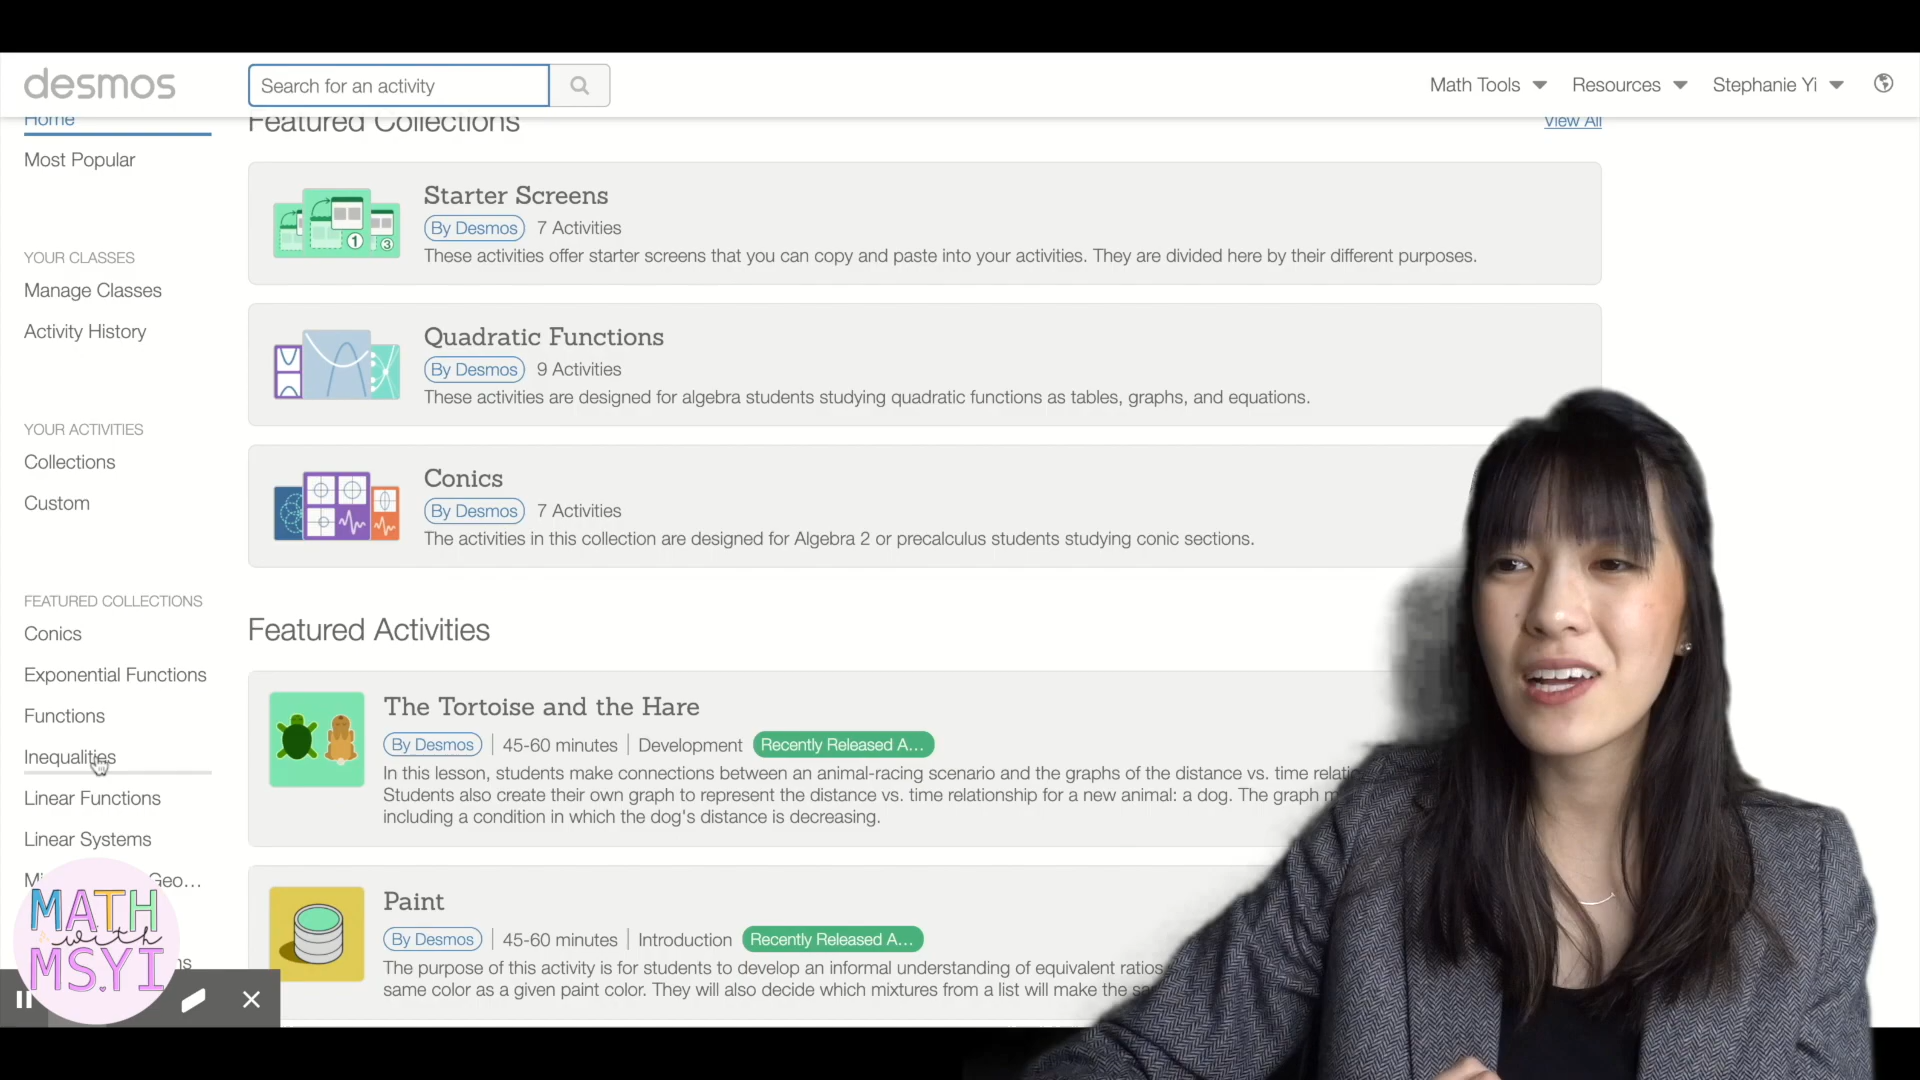 desmos
Search for an activity
Math Tools
Resources
Stephanie Yi
Home
Most Popular
YOUR CLASSES
Manage Classes
Activity History
YOUR ACTIVITIES
Collections
Custom
FEATURED COLLECTIONS
Conics
Exponential Functions
Functions
Inequalities
Linear Functions
Linear Systems
MATH
with
MS.YI
Featured Collections
View All
Starter Screens
By Desmos 7 Activities
These activities offer starter screens that you can copy and paste into your activities. They are divided here by their different purposes.
Quadratic Functions
By Desmos 9 Activities
These activities are designed for algebra students studying quadratic functions as tables, graphs, and equations.
Conics
By Desmos 7 Activities
The activities in this collection are designed for Algebra 2 or precalculus students studying conic sections.
Featured Activities
The Tortoise and the Hare
By Desmos | 45-60 minutes | Development Recently Released A...
In this lesson, students make connections between an animal-racing scenario and the graphs of the distance vs. time
Students also create their own graph to represent the distance vs. time relationship for a new animal: a dog. The graph
including a condition in which the dog's distance is decreasing.
Paint
By Desmos | 45-60 minutes | Introduction Recently Released A...
The purpose of this activity is for students to develop an informal understanding of equivalent ratios
same color as a given paint color. They will also decide which mixtures from a list will make the